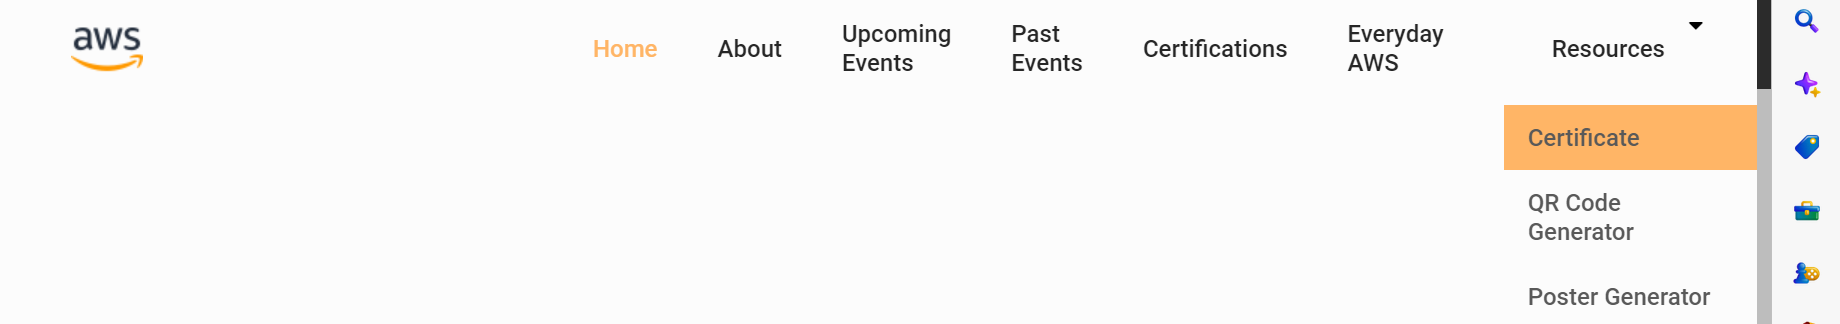 aws
Home
About
Upcoming
Events
Past
Events
Certifications
Everyday
AWS
Resources
Certificate
QR Code
Generator
Poster Generator